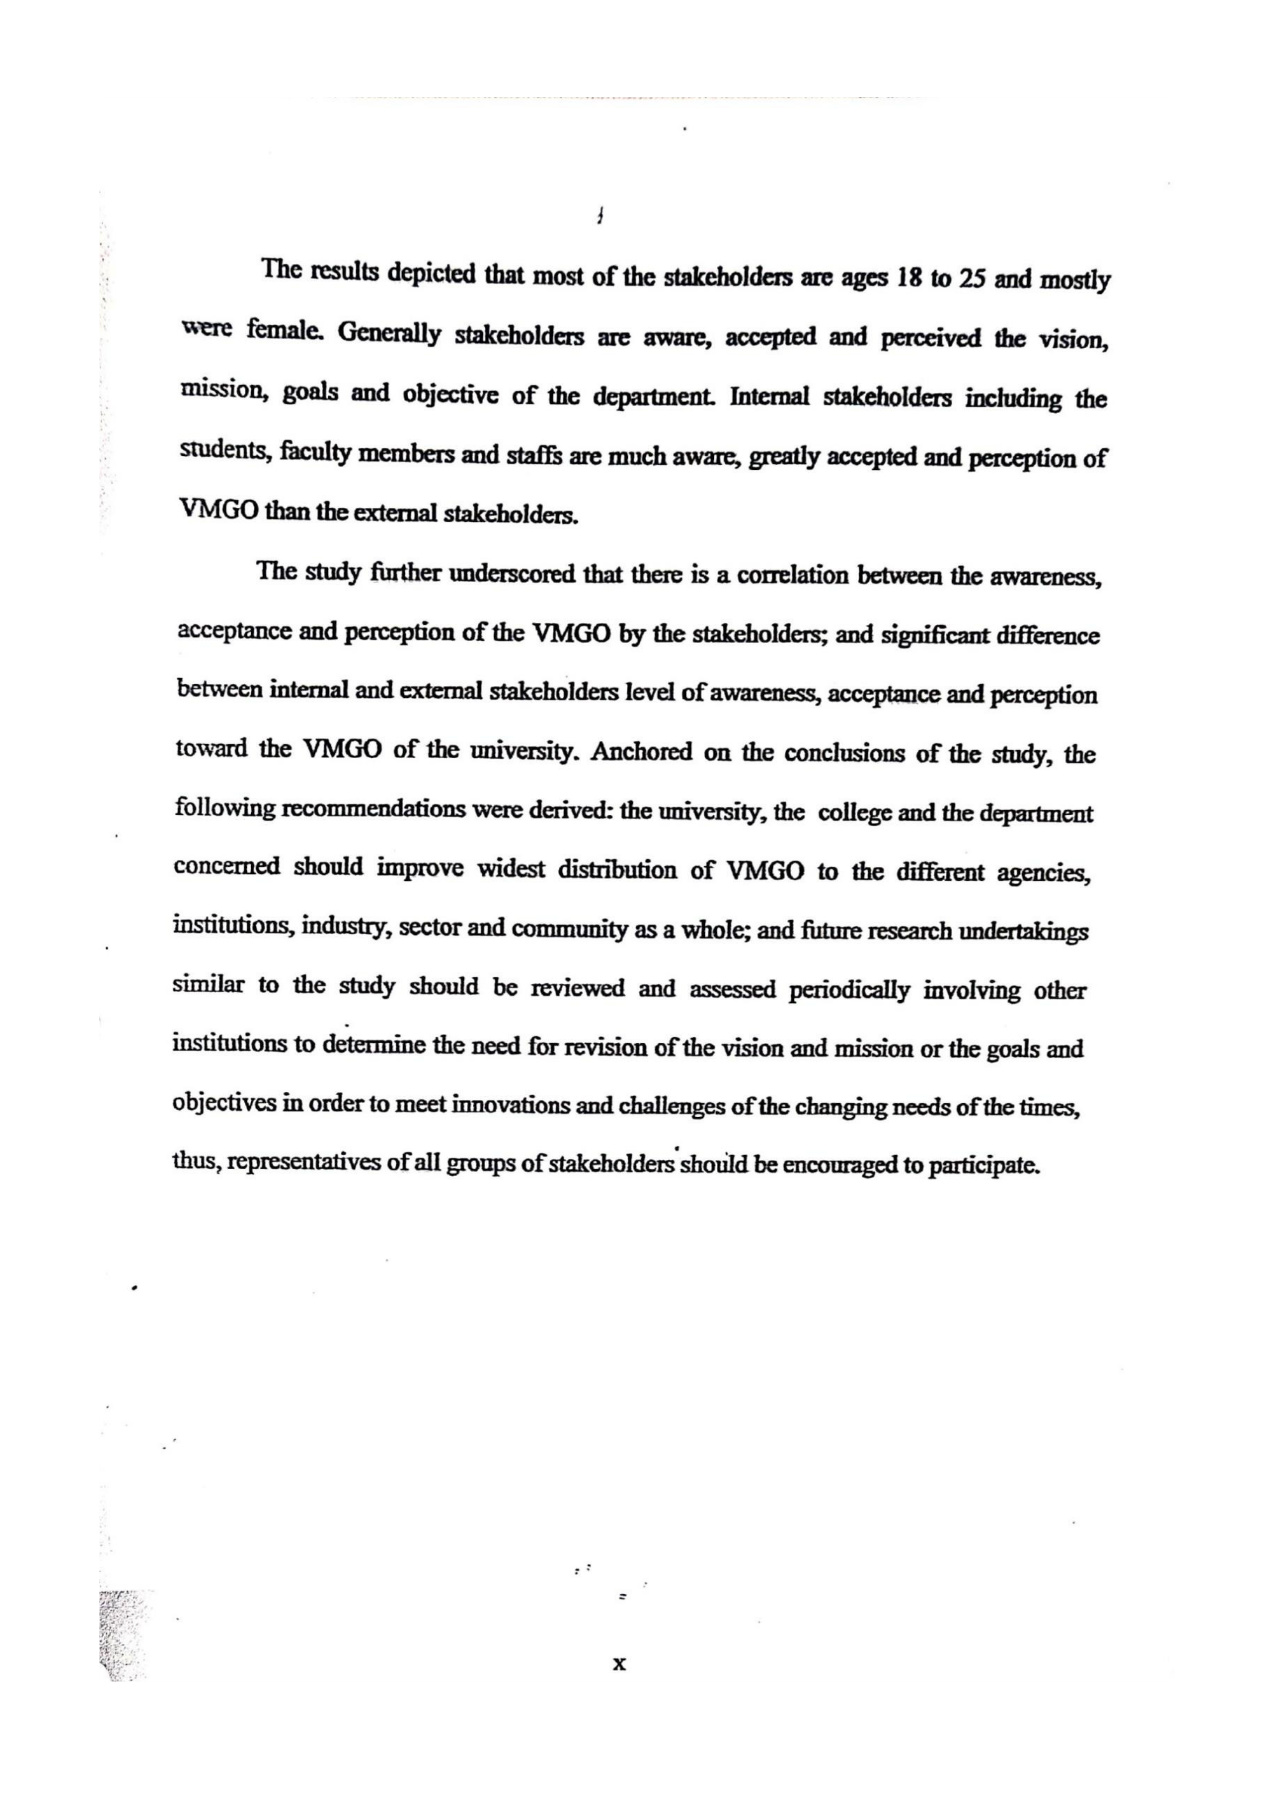 The results depicted that most of the stakeholders are ages 18 to 25 and mostly
were female. Generally stakeholders are aware, accepted and perceived the vision,
mission, goals and objective of the department. Internal stakeholders including the
students, faculty members and staffs are much aware, greatly accepted and perception of
VMGO than the external stakeholders.
The study further underscored that there is a correlation between the awareness,
acceptance and perception of the VMGO by the stakeholders; and significant difference
between internal and external stakeholders level of awareness, acceptance and perception
toward the VMGO of the university. Anchored on the conclusions of the study, the
following recommendations were derived: the university, the college and the department
concerned should improve widest distribution of VMGO to the different agencies,
institutions, industry, sector and community as a whole; and future research undertakings
similar to the study should be reviewed and assessed periodically involving other
institutions to determine the need for revision of the vision and mission or the goals and
objectives in order to meet innovations and challenges of the changing needs of the times,
thus, representatives of all groups of stakeholders should be encouraged to participate.
x